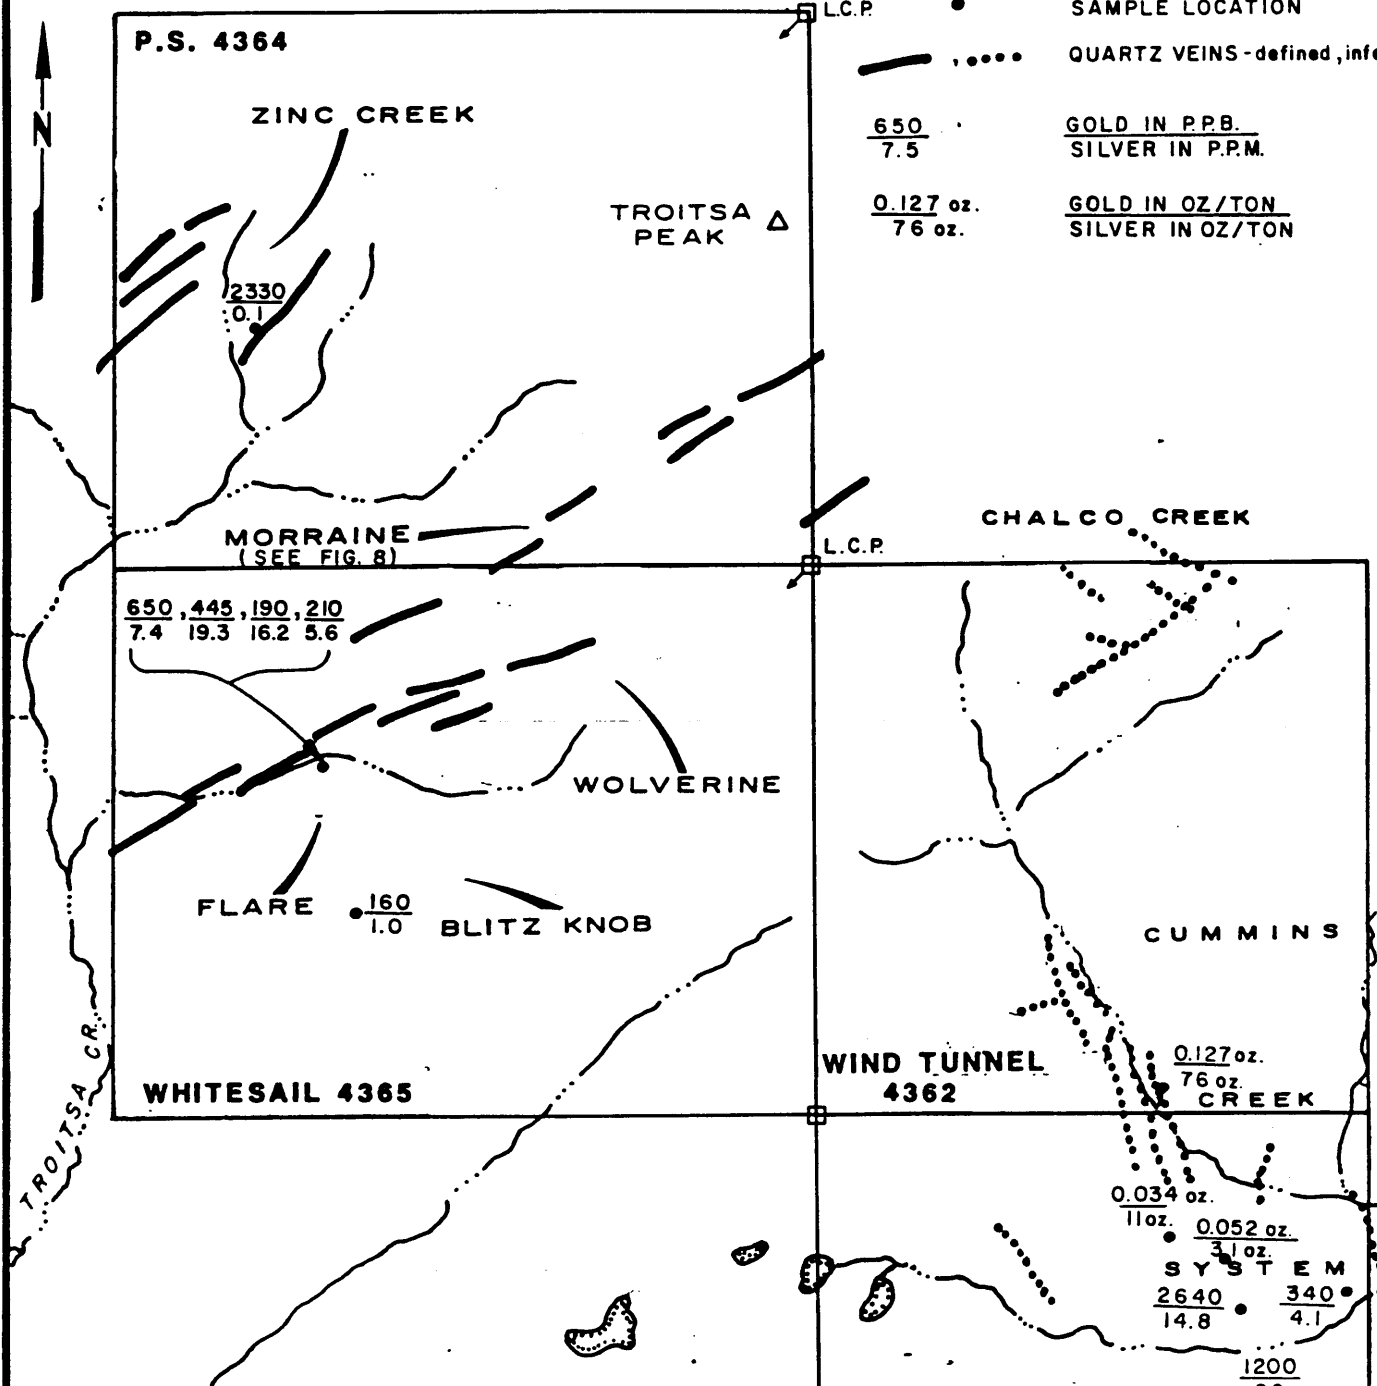 L.C.P.
SAMPLE LOCATION
P.S. 4364
QUARTZ VEINS - defined, infe
ZINC CREEK
N
650
7.5
GOLD IN P.P.B.
SILVER IN P.P.M.
TROITSA
PEAK
0.127 oz.
76 oz.
GOLD IN OZ/TON
SILVER IN OZ/TON
2330
0.1
CHALCO CREEK
MORRAINE
(SEE FIG. 8)
L.C.P.
650, 445, 190, 210
7.4 19.3 16.2 5.6
WOLVERINE
FLARE
160
1.0
BLITZ KNOB
CUMMINS
TROITSA CR.
WHITESAIL 4365
WIND TUNNEL
4362
0.127 oz.
76 oz.
CREEK
0.034 oz.
11 oz.
0.052 oz.
3.1 oz.
SYSTEM
2640
14.8
340
4.1
1200